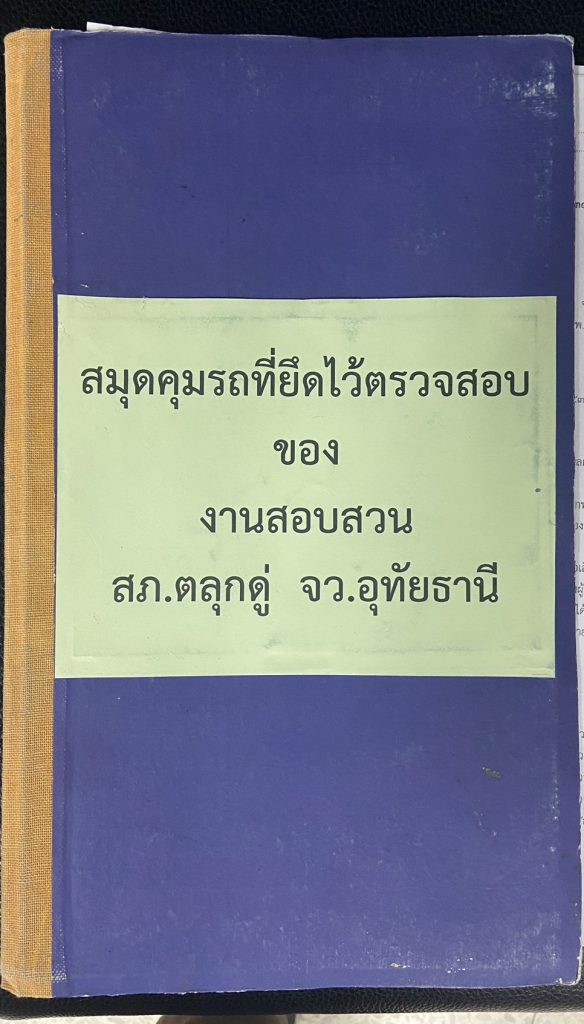 สมุดคุมรถที่ยึดไว้ตรวจสอบ
ของ
งานสอบสวน
สภ.ตลุกดู่ จว.อุทัยธานี